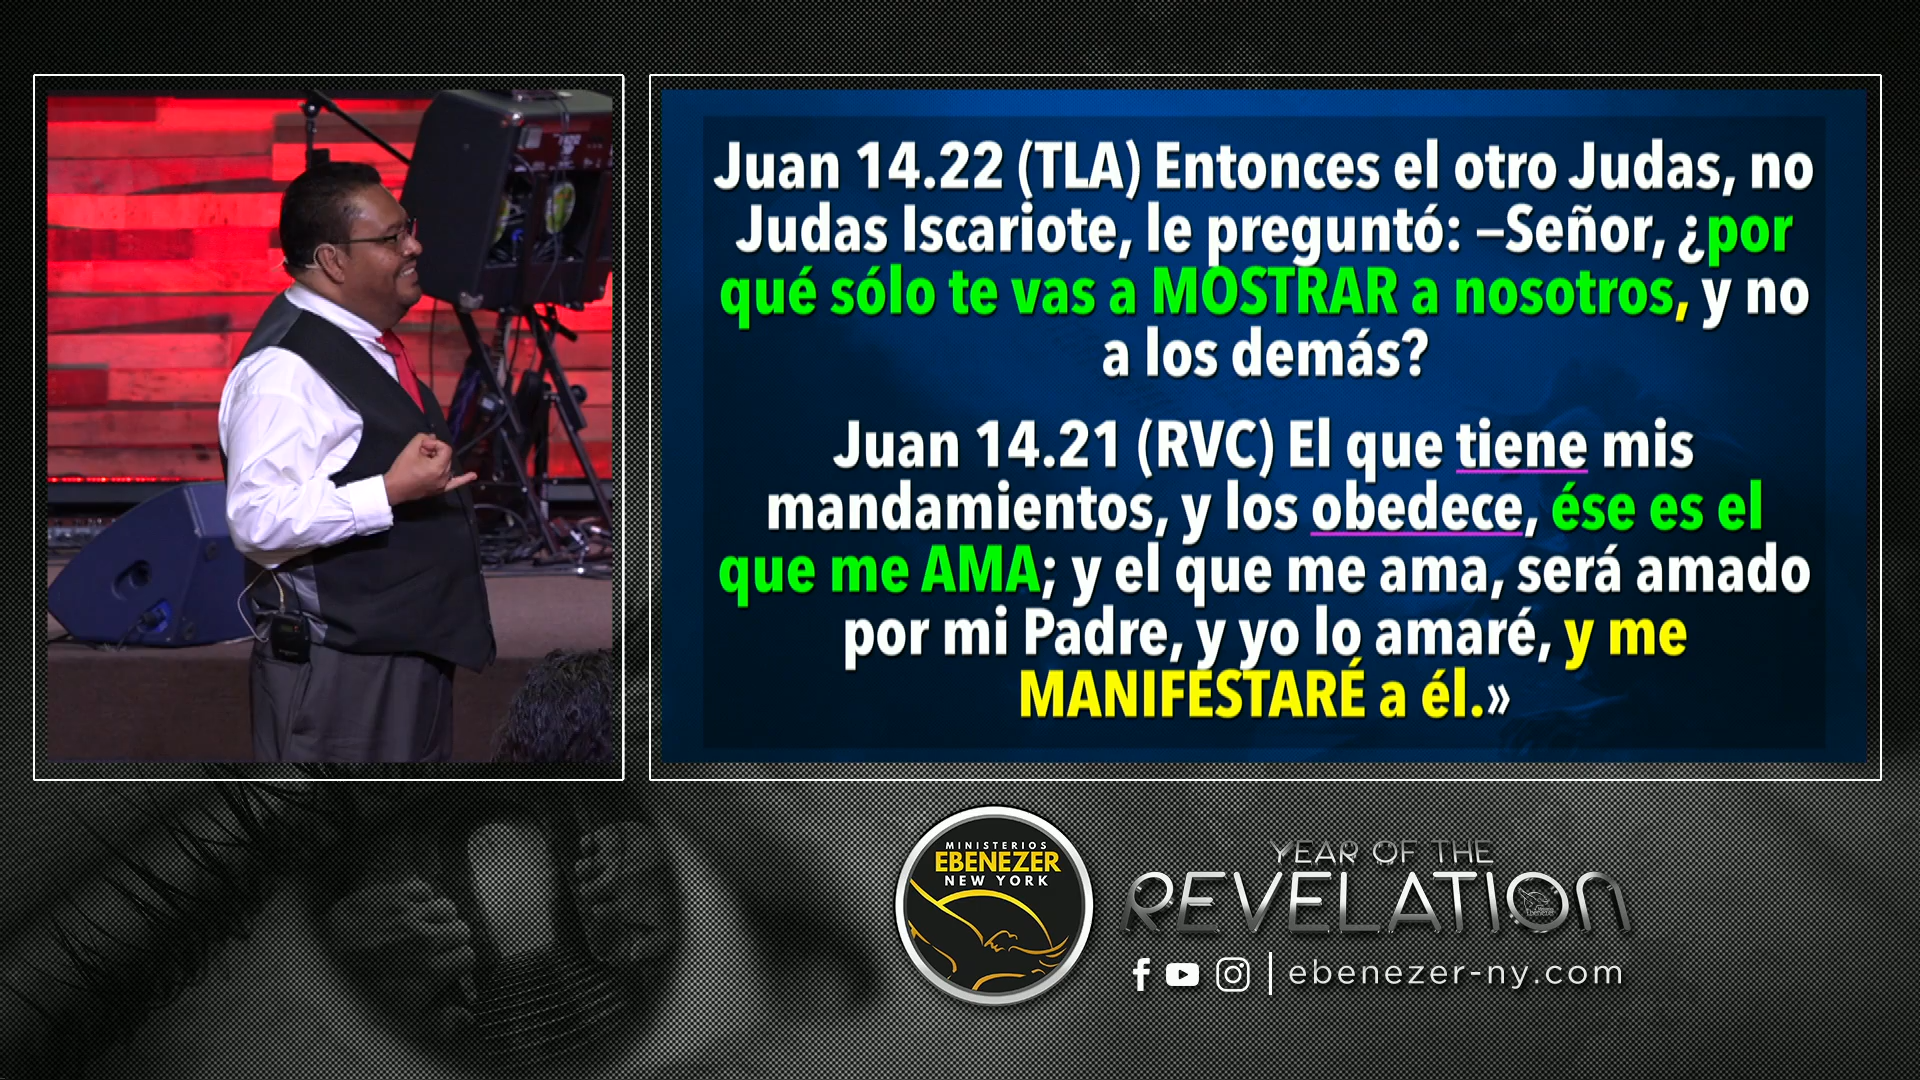 Juan 14.22 (TLA) Entonces el otro Judas, no
Judas Iscariote, le preguntó: –Señor, ¿por
qué sólo te vas a MOSTRAR a nosotros, y no
a los demás?
Juan 14.21 (RVC) El que tiene mis
mandamientos, y los obedece, ése es el
que me AMA; y el que me ama, será amado
por mi Padre, y yo lo amaré, y me
MANIFESTARÉ a él.»
MINISTERIOS
EBENEZER
NEW YORK
YEAR OF THE
REVELATION
ebenezer-ny.com